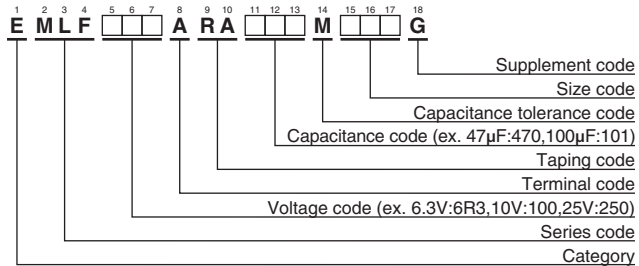 1 2 3 4 5 6 7 8 9 10 11 12 13 14 15 16 17 18
E M L F A R A M G
Supplement code
Size code
Capacitance tolerance code
Capacitance code (ex. 47µF:470,100µF:101)
Taping code
Terminal code
Voltage code (ex. 6.3V:6R3,10V:100,25V:250)
Series code
Category